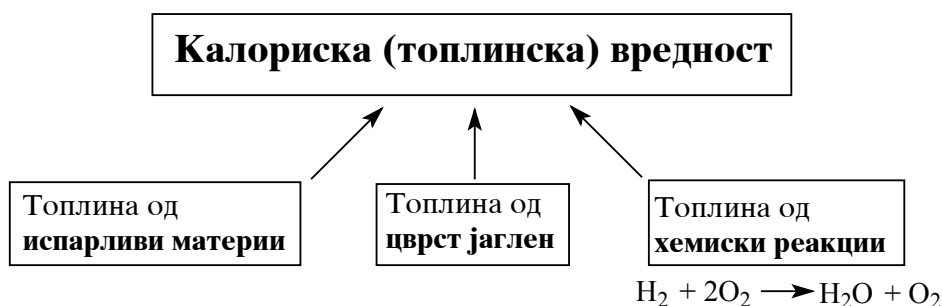 Калориска (топлинска) вредност
Топлина од
испарливи материи
Топлина од
цврст јаглен
Топлина од
хемиски реакции
H₂ + 2O₂ ⟶ H₂O + O₂